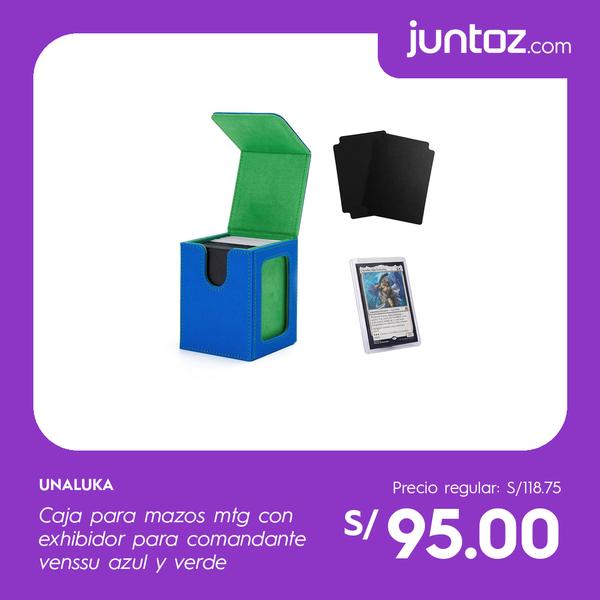 juntoz.com
UNALUKA
Caja para mazos mtg con
exhibidor para comandante
venssu azul y verde
Precio regular: S/118.75
S/ 95.00